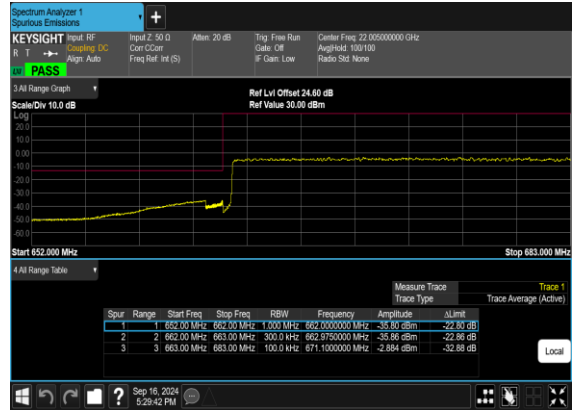 Spectrum Analyzer 1
Spurious Emissions
KEYSIGHT Input: RF Input Z: 50 Ω Atten: 20 dB Trig: Free Run Center Freq: 22.005000000 GHz
R T Coupling: DC Corr CCorr Gate: Off Avg|Hold: 100/100
Align: Auto Freq Ref: Int (S) IF Gain: Low Radio Std: None
PASS
3 All Range Graph
Ref Lvl Offset 24.60 dB
Scale/Div 10.0 dB Ref Value 30.00 dBm
Log
20.0
10.0
0.00
-10.0
-20.0
-30.0
-40.0
-50.0
-60.0
Start 652.000 MHz Stop 683.000 MHz
4 All Range Table
Measure Trace Trace 1
Trace Type Trace Average (Active)
Spur Range Start Freq Stop Freq RBW Frequency Amplitude ΔLimit
1 1 652.00 MHz 662.00 MHz 1.000 MHz 662.0000000 MHz -35.80 dBm -22.80 dB
2 2 662.00 MHz 663.00 MHz 300.0 kHz 662.9750000 MHz -35.86 dBm -22.86 dB
3 3 663.00 MHz 683.00 MHz 100.0 kHz 671.1000000 MHz -2.884 dBm -32.88 dB
Local
Sep 16, 2024
5:29:42 PM